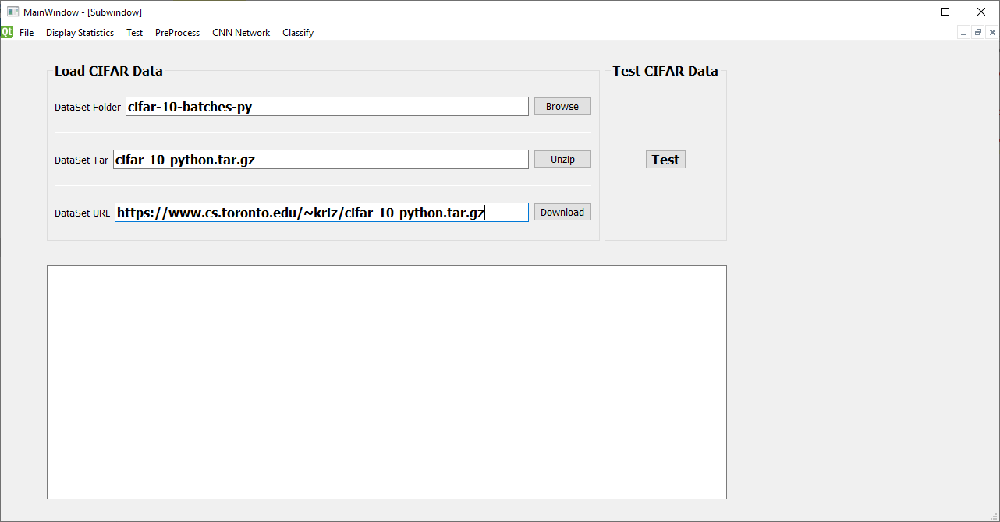 MainWindow - [Subwindow]
Qt File Display Statistics Test PreProcess CNN Network Classify
Load CIFAR Data
DataSet Folder cifar-10-batches-py Browse
DataSet Tar cifar-10-python.tar.gz Unzip
DataSet URL https://www.cs.toronto.edu/~kriz/cifar-10-python.tar.gz Download
Test CIFAR Data
Test